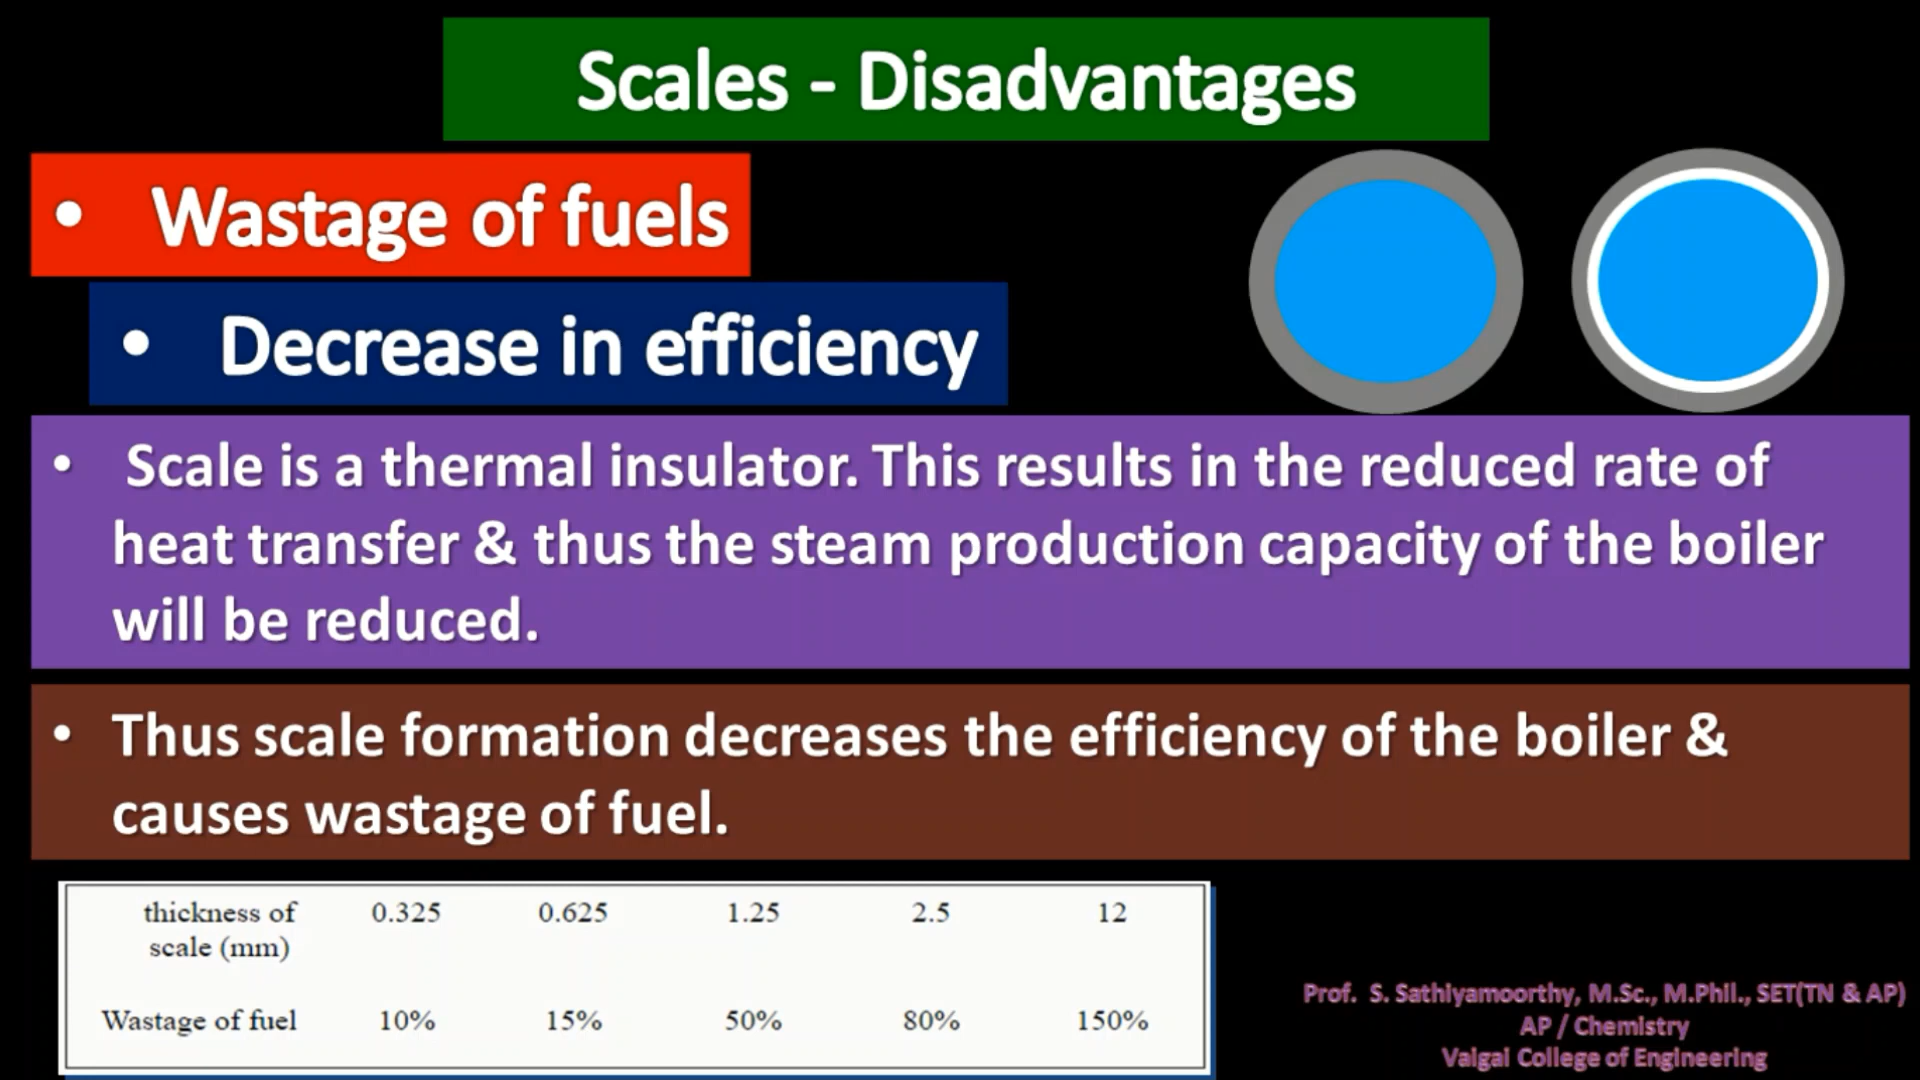 Scales - Disadvantages
• Wastage of fuels
• Decrease in efficiency
• Scale is a thermal insulator. This results in the reduced rate of
heat transfer & thus the steam production capacity of the boiler
will be reduced.
• Thus scale formation decreases the efficiency of the boiler &
causes wastage of fuel.
thickness of 0.325 0.625 1.25 2.5 12
scale (mm)
Wastage of fuel 10% 15% 50% 80% 150%
Prof. S. Sathiyamoorthy, M.Sc., M.Phil., SET(TN & AP)
AP / Chemistry
Vaigai College of Engineering